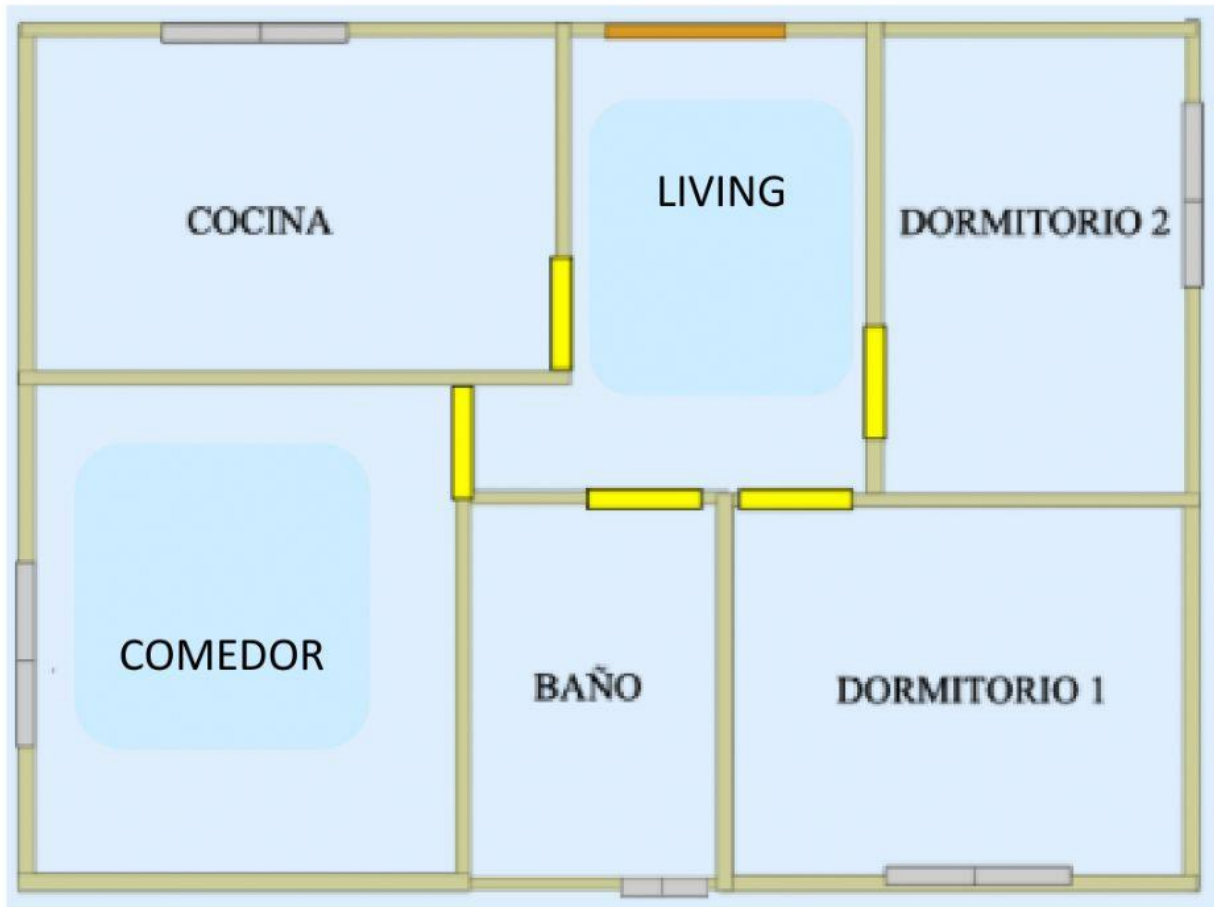 LIVING
COCINA
DORMITORIO 2
COMEDOR
BAÑO
DORMITORIO 1